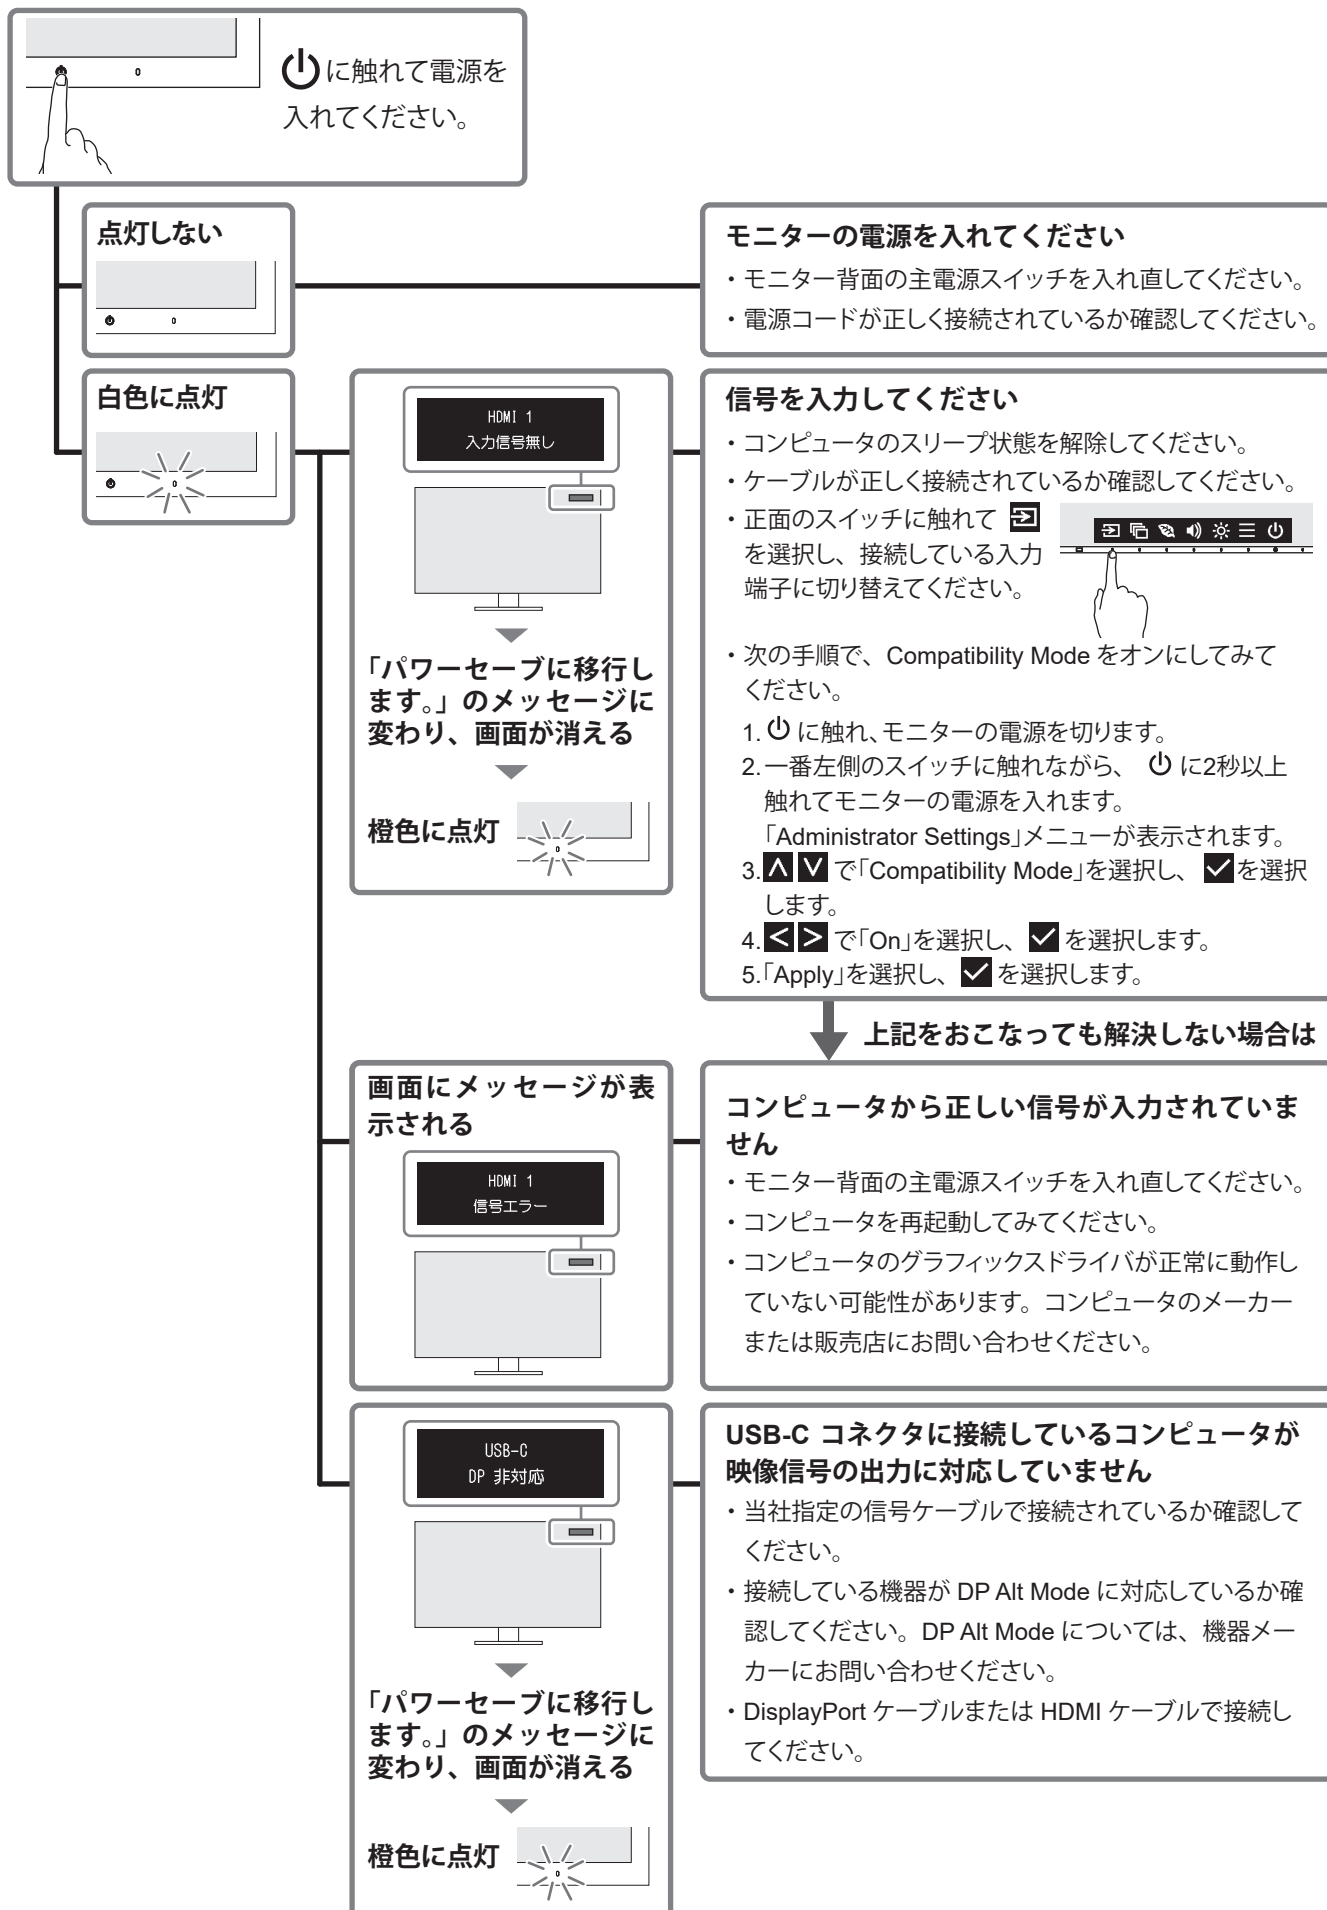 に触れて電源を
入れてください。
点灯しない
モニターの電源を入れてください
・モニター背面の主電源スイッチを入れ直してください。
・電源コードが正しく接続されているか確認してください。
白色に点灯
HDMI 1
入力信号無し
「パワーセーブに移行し
ます。」のメッセージに
変わり、画面が消える
橙色に点灯
信号を入力してください
・コンピュータのスリープ状態を解除してください。
・ケーブルが正しく接続されているか確認してください。
・正面のスイッチに触れて
を選択し、接続している入力
端子に切り替えてください。
・次の手順で、Compatibility Mode をオンにしてみて
ください。
1. に触れ、モニターの電源を切ります。
2.一番左側のスイッチに触れながら、 に2秒以上
触れてモニターの電源を入れます。
「Administrator Settings」メニューが表示されます。
3. で「Compatibility Mode」を選択し、 を選択
します。
4. で「On」を選択し、 を選択します。
5.「Apply」を選択し、 を選択します。
上記をおこなっても解決しない場合は
画面にメッセージが表
示される
HDMI 1
信号エラー
コンピュータから正しい信号が入力されていま
せん
・モニター背面の主電源スイッチを入れ直してください。
・コンピュータを再起動してみてください。
・コンピュータのグラフィックスドライバが正常に動作し
ていない可能性があります。コンピュータのメーカー
または販売店にお問い合わせください。
USB-C
DP 非対応
「パワーセーブに移行し
ます。」のメッセージに
変わり、画面が消える
橙色に点灯
USB-C コネクタに接続しているコンピュータが
映像信号の出力に対応していません
・当社指定の信号ケーブルで接続されているか確認して
ください。
・接続している機器が DP Alt Mode に対応しているか確
認してください。DP Alt Mode については、機器メー
カーにお問い合わせください。
・DisplayPort ケーブルまたは HDMI ケーブルで接続し
てください。